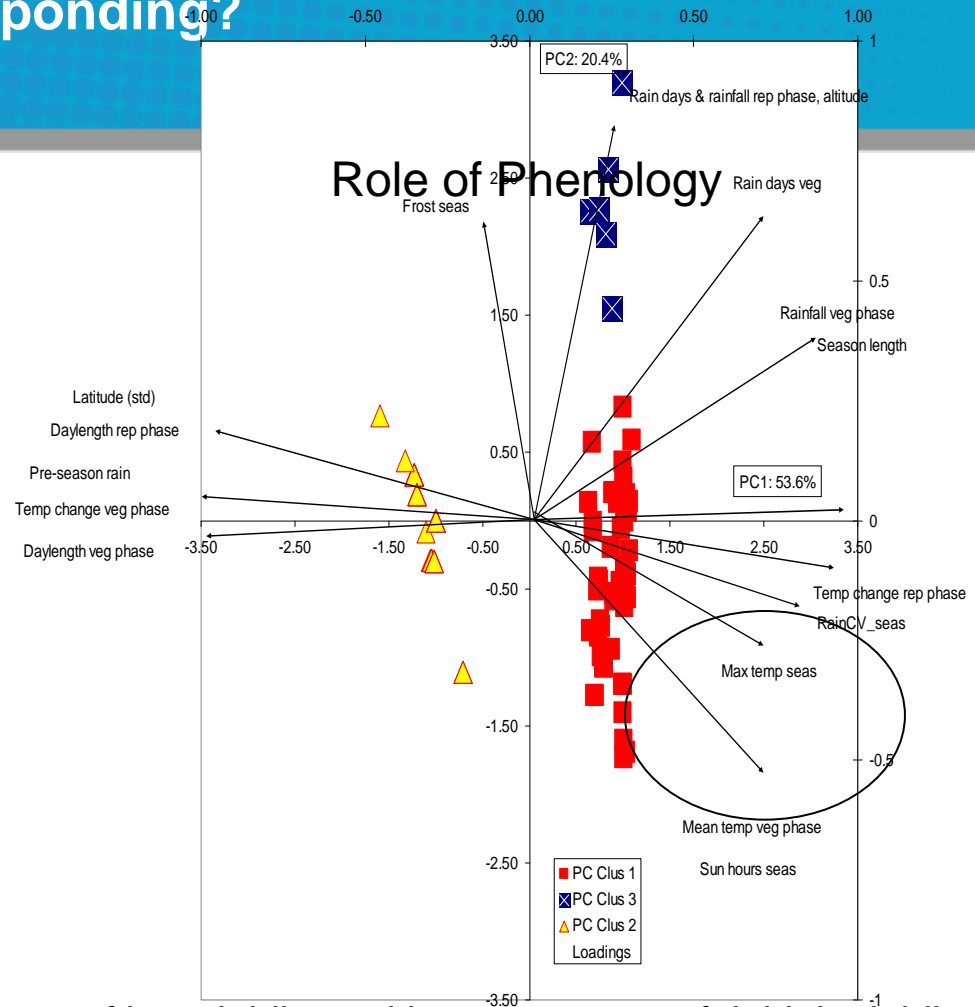 ponding?
-1.00 -0.50 0.00 0.50 1.00
3.50 1
PC2: 20.4%
Rain days & rainfall rep phase, altitude
Role of Phenology
2.50
Rain days veg
Frost seas
0.5
1.50
Rainfall veg phase
Season length
Latitude (std)
Daylength rep phase
0.50
Pre-season rain
PC1: 53.6%
Temp change veg phase
0
-3.50 -2.50 -1.50 -0.50 0.50 1.50 2.50 3.50
Daylength veg phase
-0.50
Temp change rep phase
RainCV_seas
Max temp seas
-1.50
-0.5
Mean temp veg phase
-2.50
Sun hours seas
PC Clus 1
PC Clus 3
PC Clus 2
Loadings
-3.50 -1